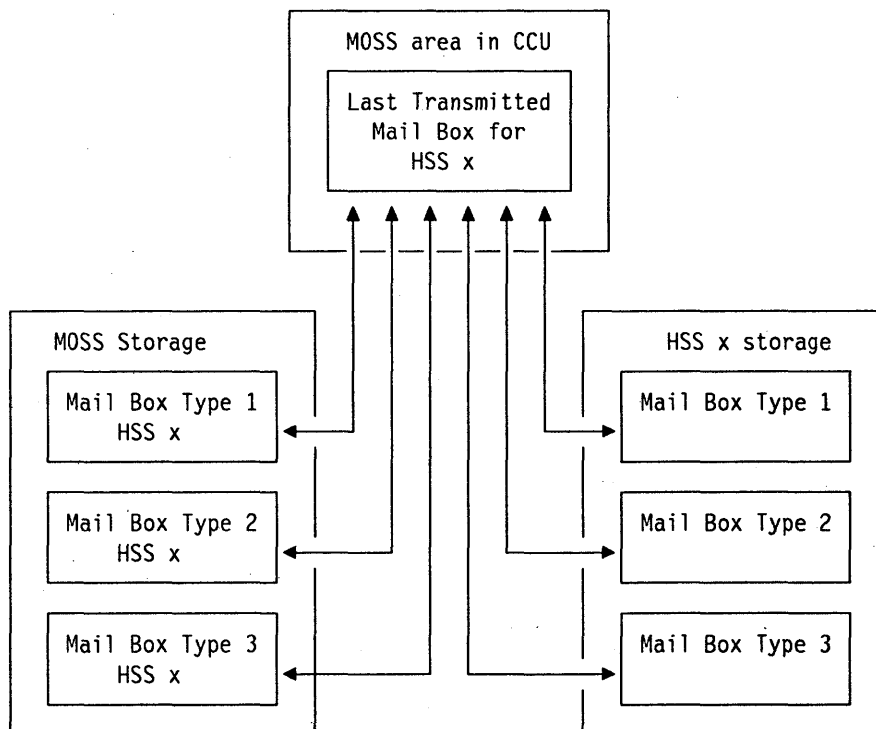 MOSS area in CCU
Last Transmitted
Mail Box for
HSS x
MOSS Storage
Mail Box Type 1
HSS x
Mail Box Type 2
HSS x
Mail Box Type 3
HSS x
HSS x storage
Mail Box Type 1
Mail Box Type 2
Mail Box Type 3